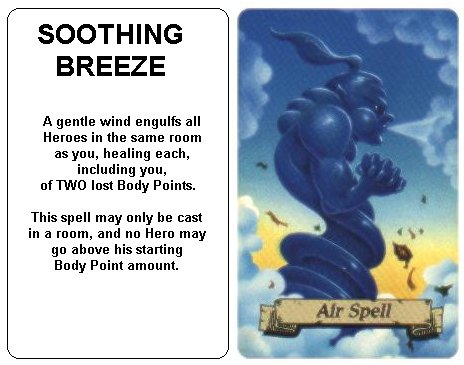 SOOTHING
BREEZE
A gentle wind engulfs all
Heroes in the same room
as you, healing each,
including you,
of TWO lost Body Points.
This spell may only be cast
in a room, and no Hero may
go above his starting
Body Point amount.
Air Spell